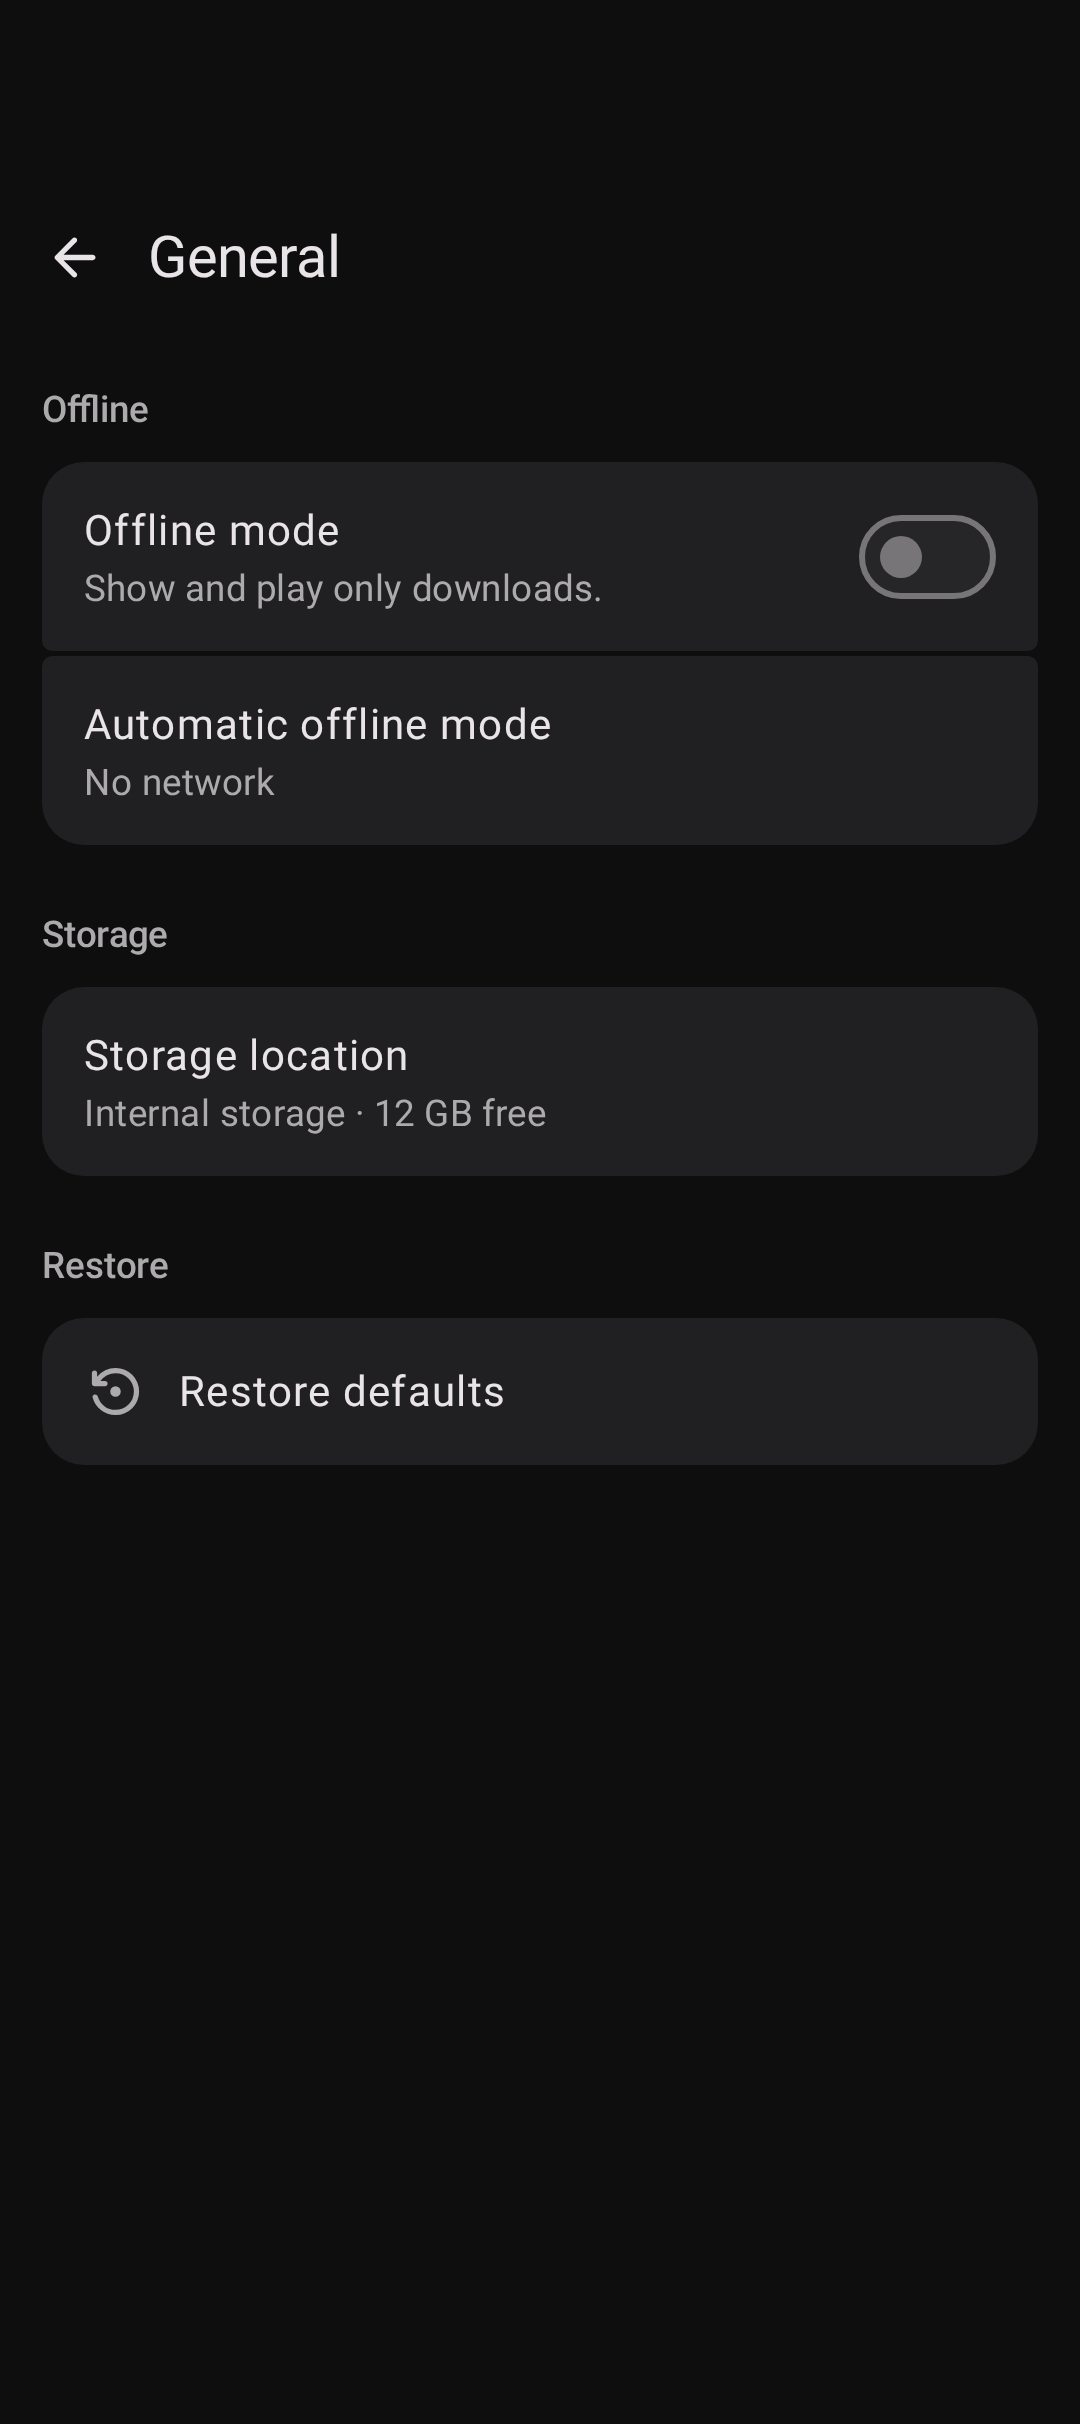 General
Offline
Offline mode
Show and play only downloads.
Automatic offline mode
No network
Storage
Storage location
Internal storage · 12 GB free
Restore
Restore defaults